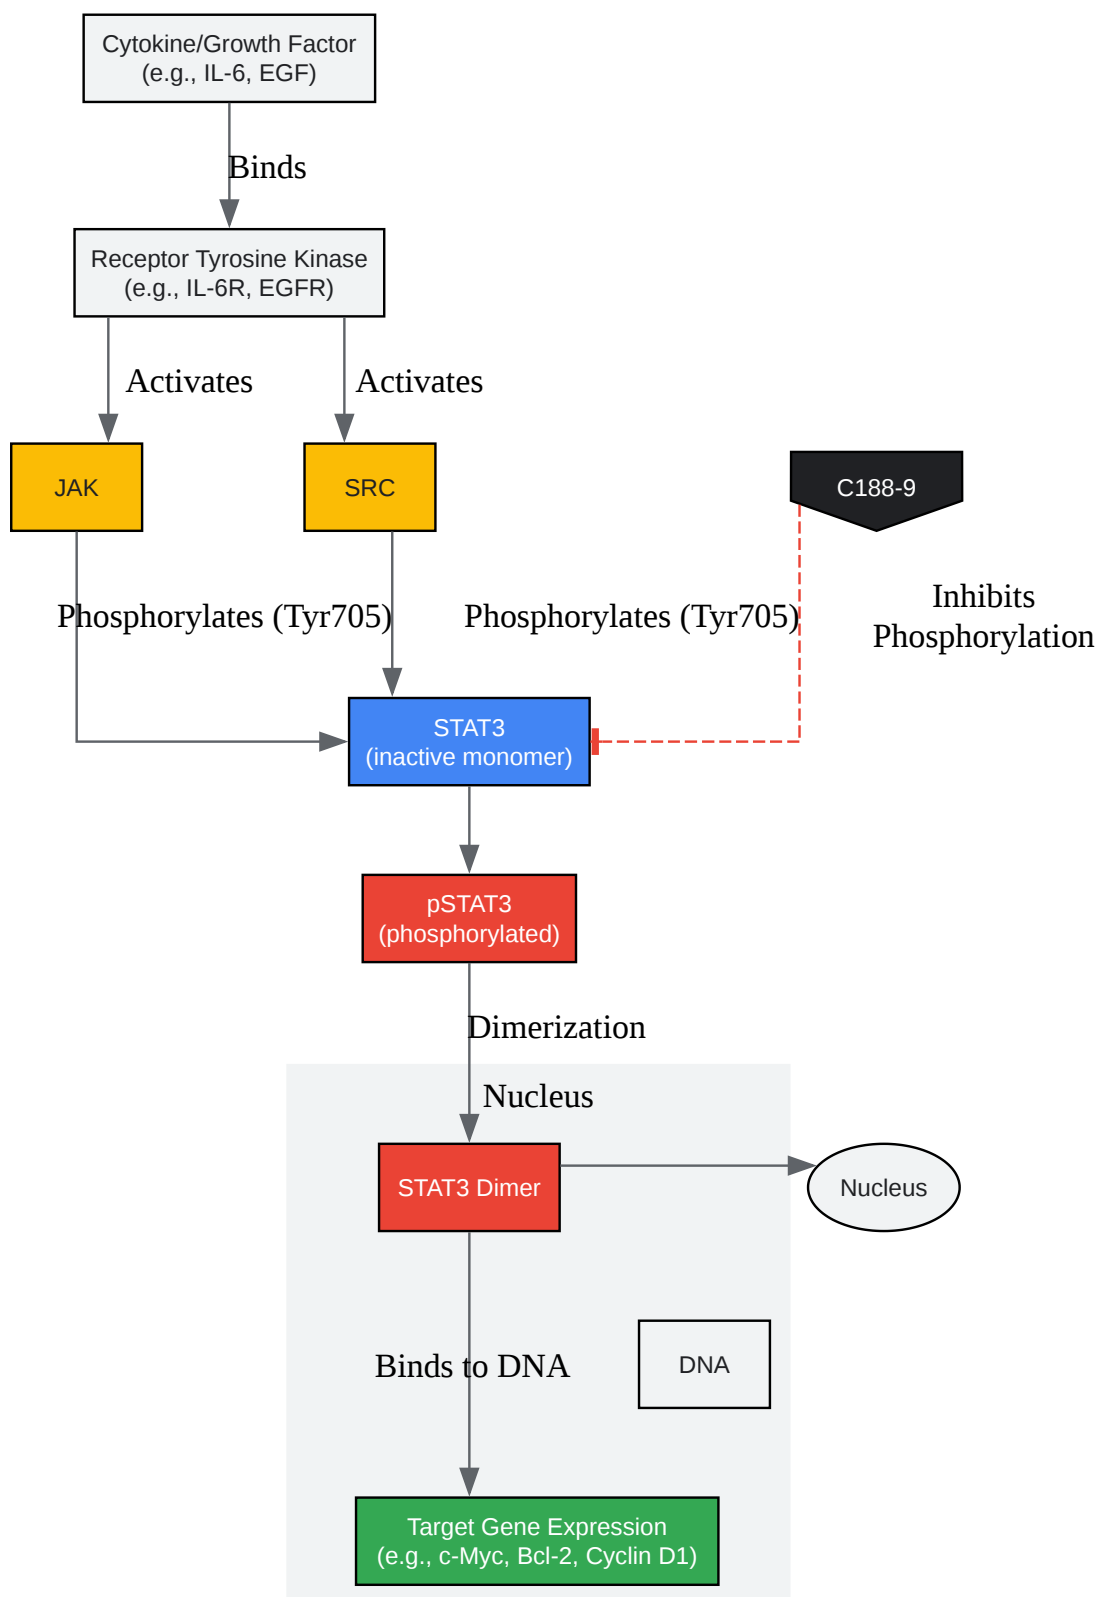 Cytokine/Growth Factor
(e.g., IL-6, EGF)
Binds
Receptor Tyrosine Kinase
(e.g., IL-6R, EGFR)
Activates
Activates
JAK
SRC
C188-9
Phosphorylates (Tyr705)
Phosphorylates (Tyr705)
Inhibits
Phosphorylation
STAT3
(inactive monomer)
pSTAT3
(phosphorylated)
Dimerization
Nucleus
STAT3 Dimer
Nucleus
Binds to DNA
DNA
Target Gene Expression
(e.g., c-Myc, Bcl-2, Cyclin D1)